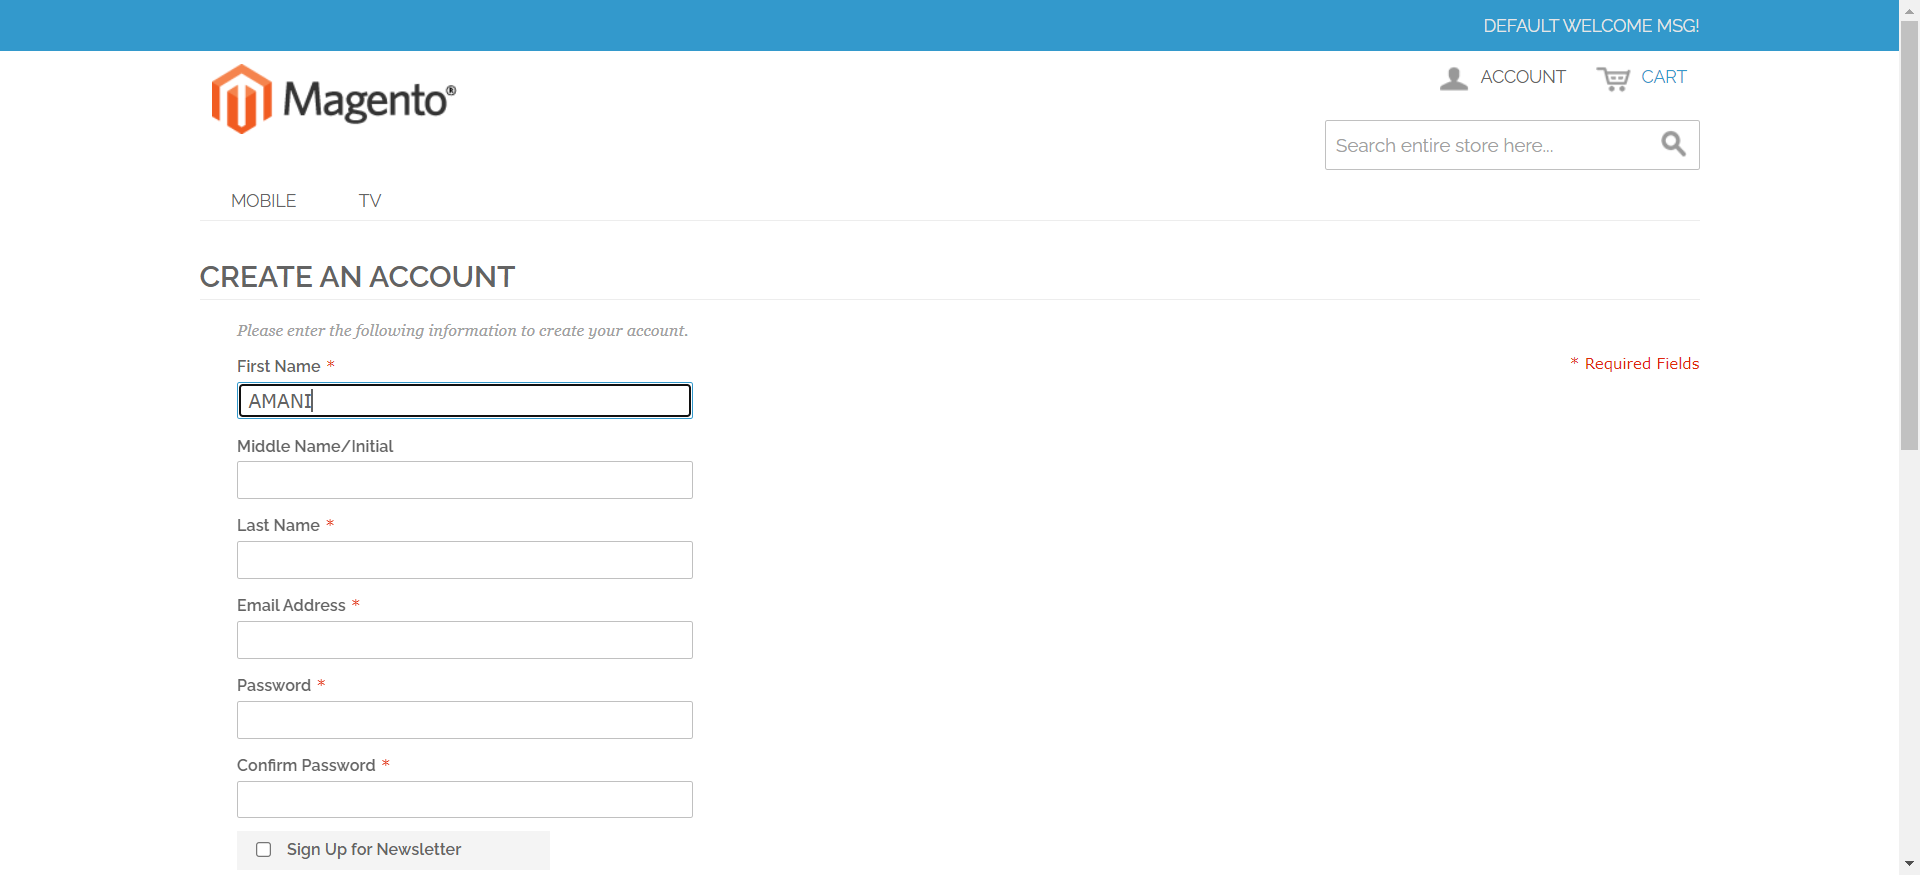 DEFAULT WELCOME MSG!
Magento®
ACCOUNT
CART
Search entire store here...
MOBILE
TV
CREATE AN ACCOUNT
Please enter the following information to create your account.
First Name *
* Required Fields
AMANI
Middle Name/Initial
Last Name *
Email Address *
Password *
Confirm Password *
Sign Up for Newsletter